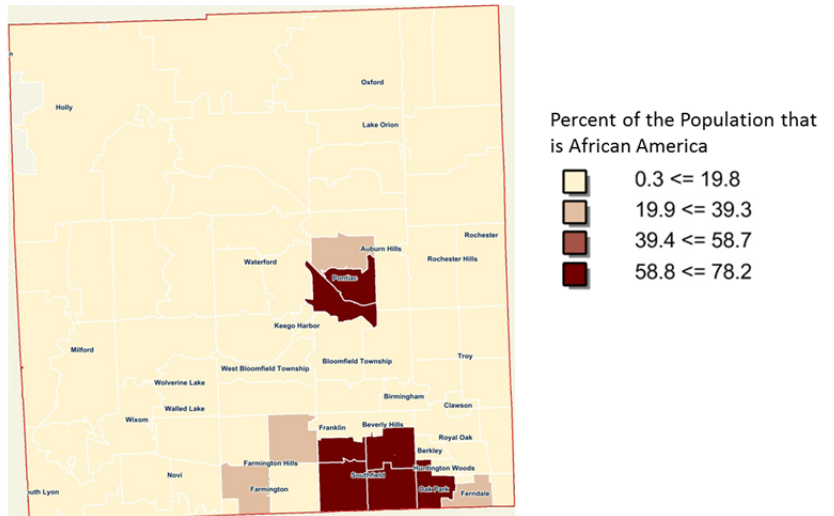 n
Oxford
Holly
Lake Orion
Percent of the Population that
is African America
0.3 <= 19.8
19.9 <= 39.3
39.4 <= 58.7
58.8 <= 78.2
Rochester
Auburn Hills
Waterford
Rochester Hills
Pontiac
Keego Harbor
Milford
Troy
Bloomfield Township
West Bloomfield Township
Wolverine Lake
Birmingham
Walled Lake
Clawson
Wixom
Franklin
Beverly Hills
Royal Oak
Berkley
Farmington Hills
Huntington Woods
Novi
Southfield
Farmington
Oak Park
outh Lyon
Ferndale